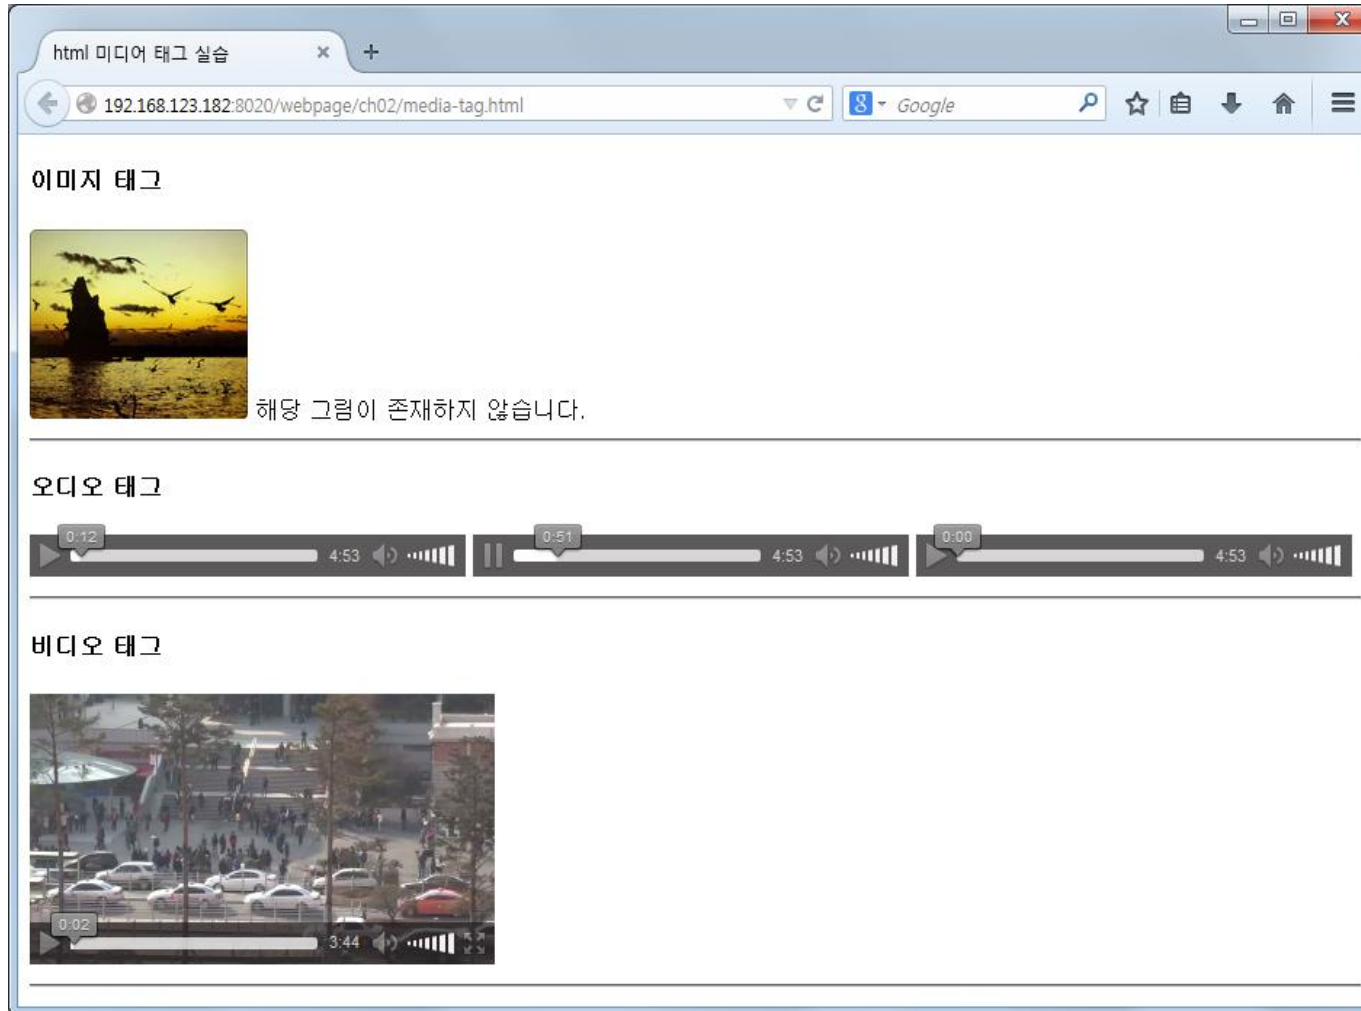 html 미디어 태그 실습
192.168.123.182:8020/webpage/ch02/media-tag.html
8 Google
이미지 태그
해당 그림이 존재하지 않습니다.
오디오 태그
0:12 4:53 0:51 4:53 0:00 4:53
비디오 태그
0:02 3:44